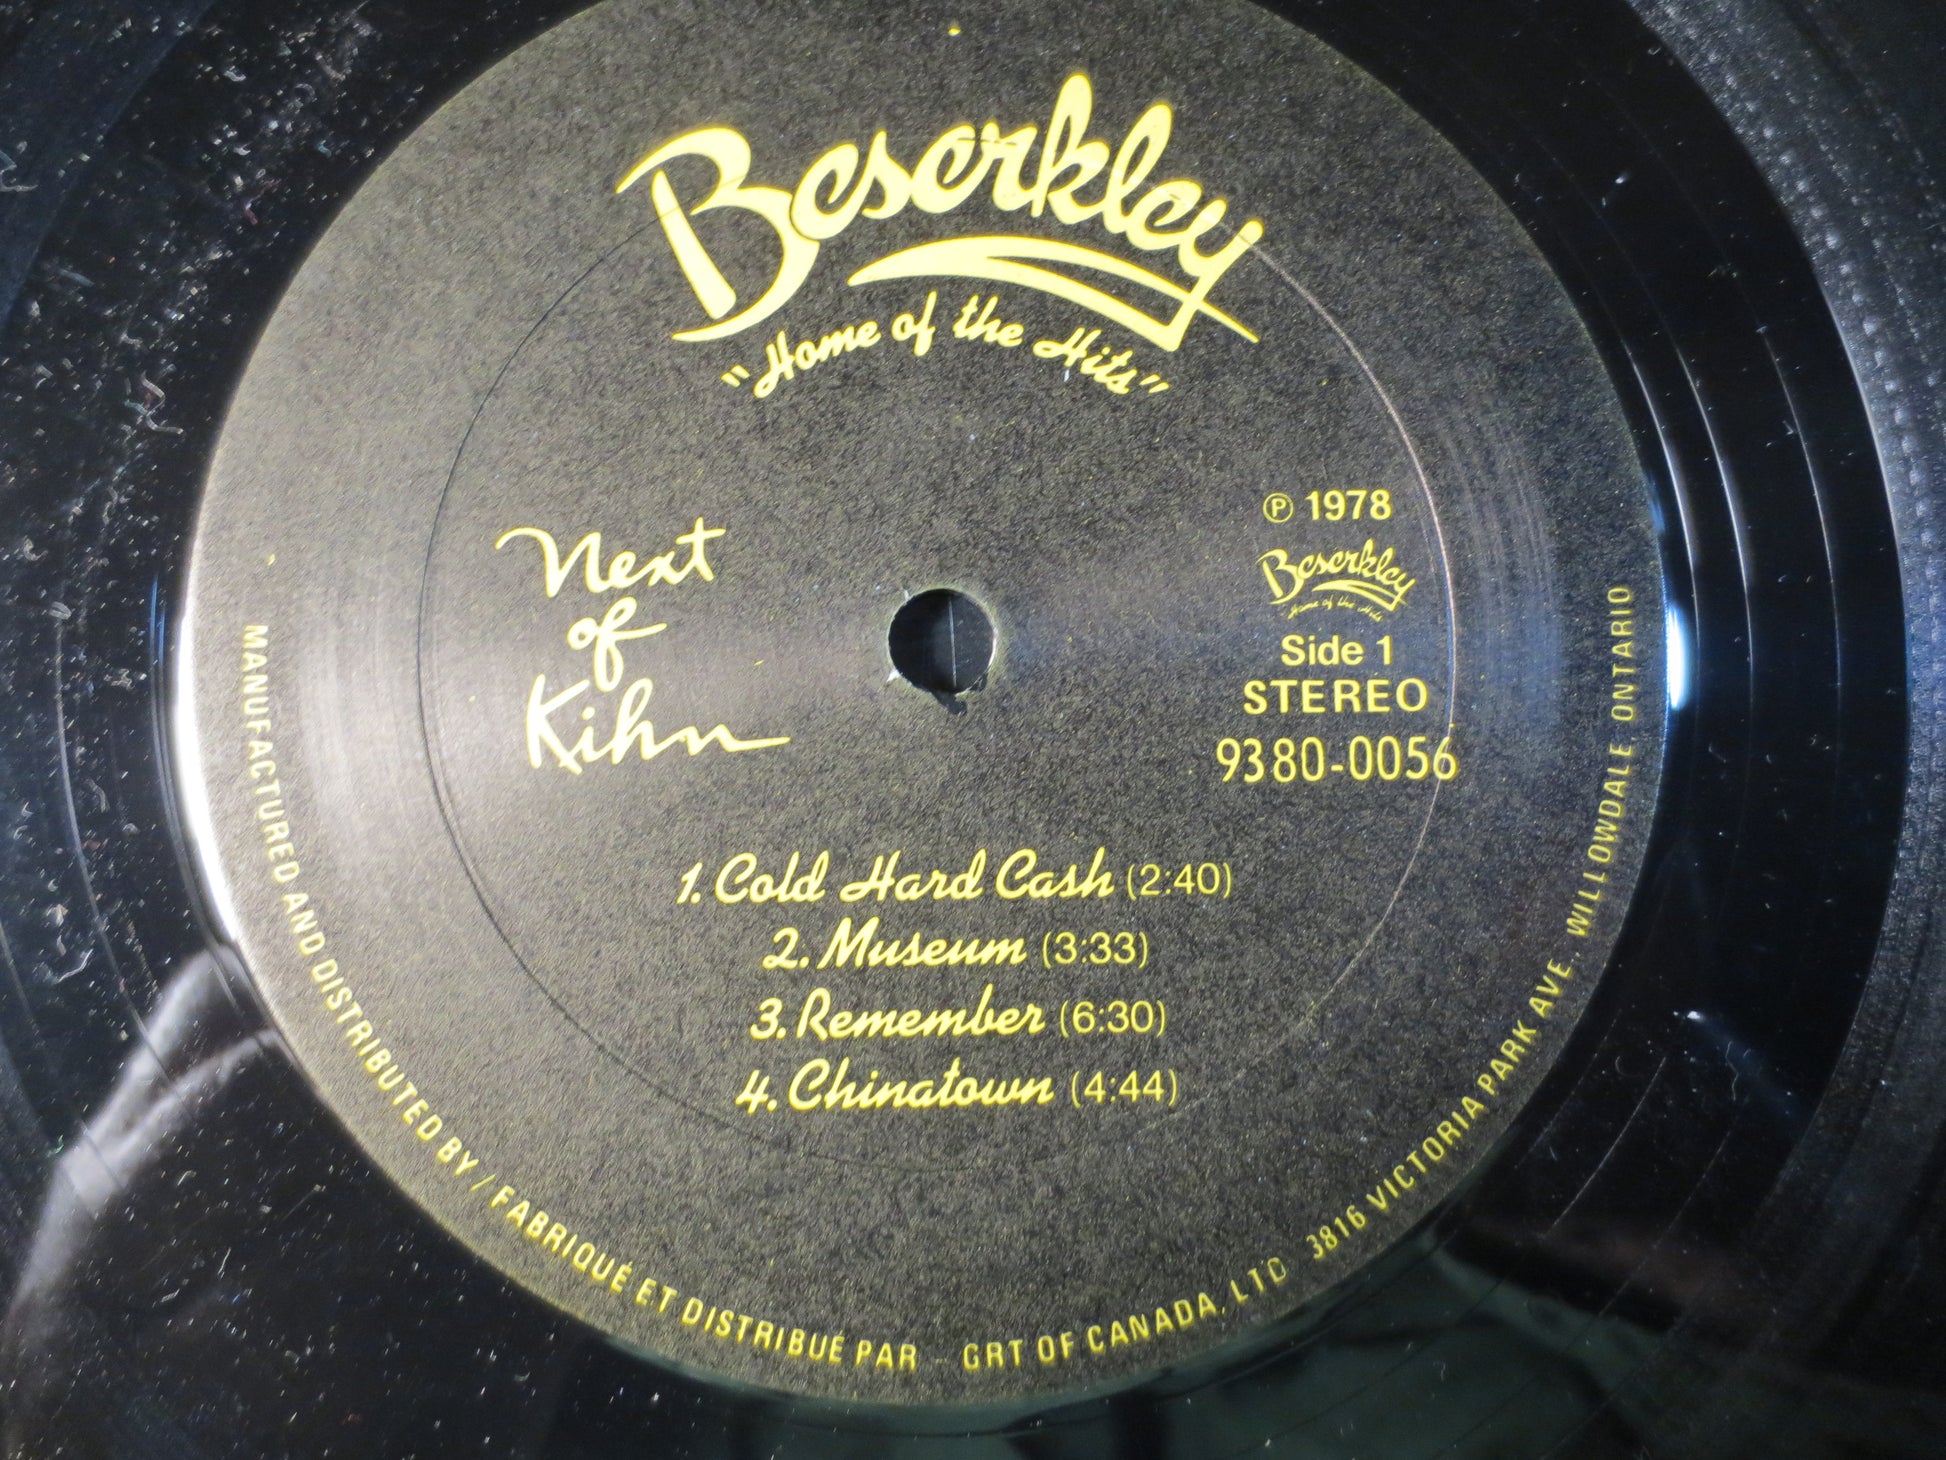 Beserkley
"Home of the Hits"
Next
of
Kihn
℗ 1978
Beserkley
Home of the Hits
Side 1
STEREO
9380-0056
1. Cold Hard Cash (2:40)
2. Museum (3:33)
3. Remember (6:30)
4. Chinatown (4:44)
MANUFACTURED AND DISTRIBUTED BY / FABRIQUÉ ET DISTRIBUÉ PAR - GRT OF CANADA, LTD 3816 VICTORIA PARK AVE., WILLOWDALE, ONTARIO